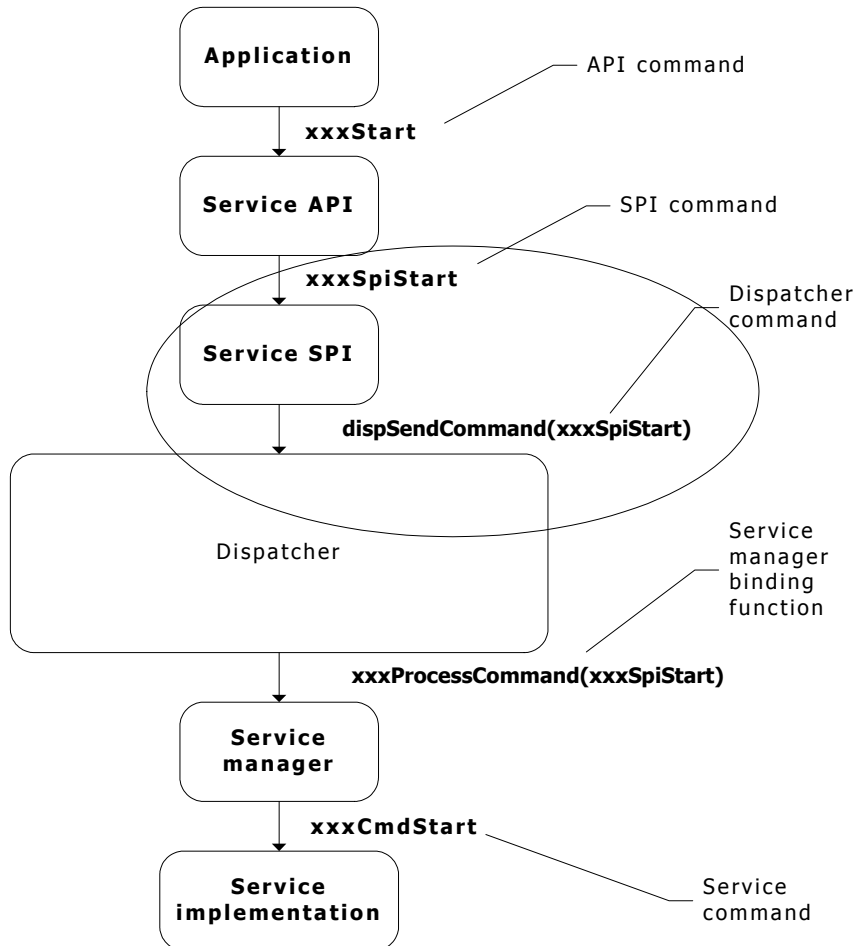 Application
API command
xxxStart
Service API
SPI command
xxxSpiStart
Dispatcher
command
Service SPI
dispSendCommand(xxxSpiStart)
Dispatcher
Service
manager
binding
function
xxxProcessCommand(xxxSpiStart)
Service
manager
xxxCmdStart
Service
implementation
Service
command